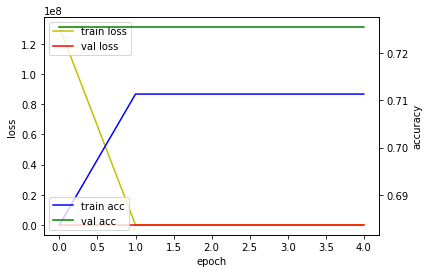 1e8
train loss
val loss
1.2
1.0
0.8
0.6
0.4
0.2
0.0
loss
0.72
0.71
0.70
0.69
accuracy
train acc
val acc
0.0 0.5 1.0 1.5 2.0 2.5 3.0 3.5 4.0
epoch